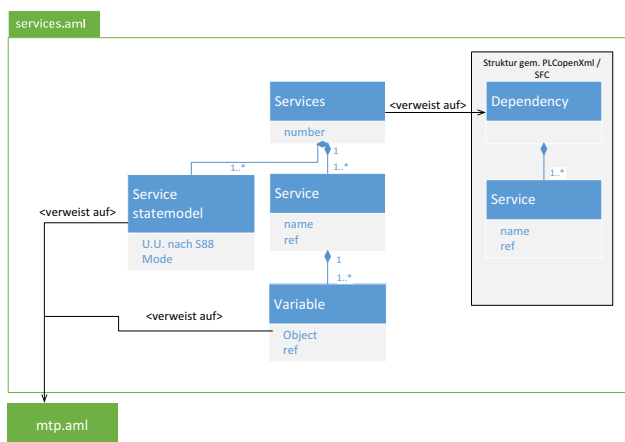 services.aml
Struktur gem. PLCopenXml /
SFC
Services
number
<verweist auf>
Dependency
1
1..*
1..*
1..*
Service
statemodel
U.U. nach S88
Mode
Service
name
ref
Service
name
ref
<verweist auf>
1
1..*
Variable
Object
ref
<verweist auf>
mtp.aml